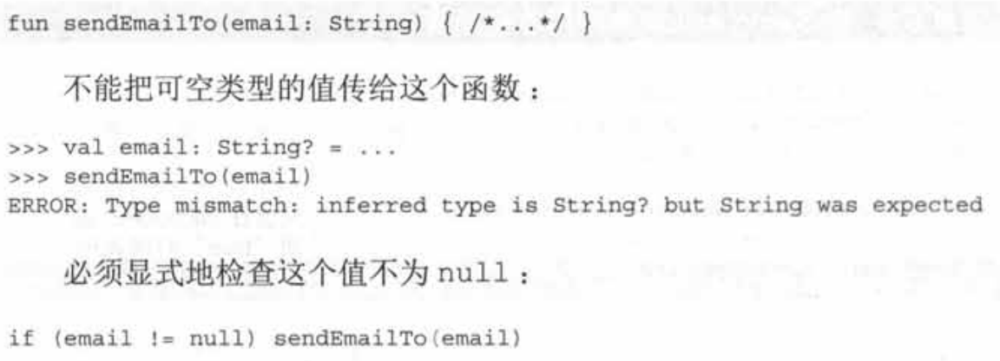 fun sendEmailTo(email: String) { /*...*/ }
不能把可空类型的值传给这个函数：
>>> val email: String? = ...
>>> sendEmailTo(email)
ERROR: Type mismatch: inferred type is String? but String was expected
必须显式地检查这个值不为 null：
if (email != null) sendEmailTo(email)